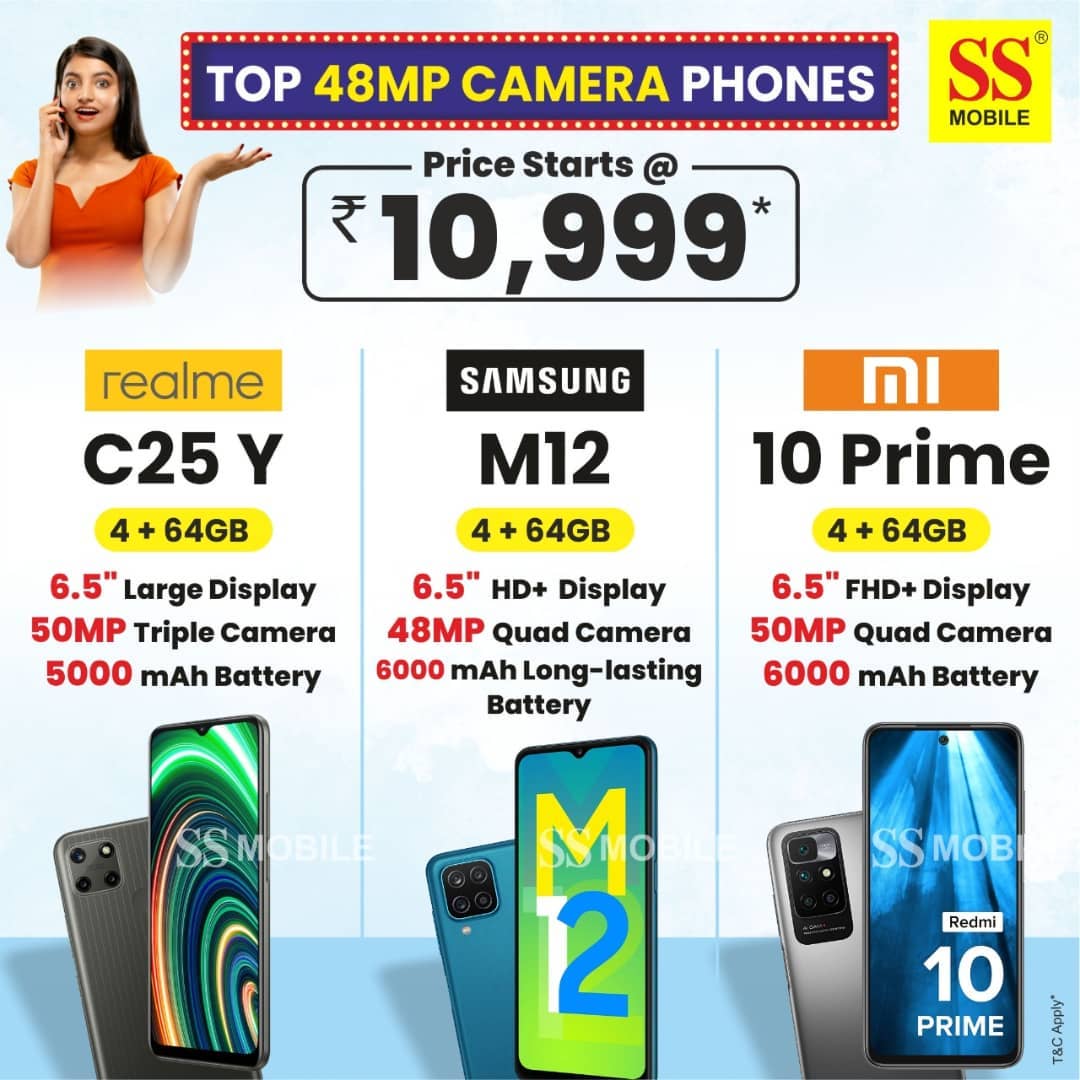 TOP 48MP CAMERA PHONES
SS®
MOBILE
Price Starts @
₹10,999*
realme
C25 Y
4 + 64GB
6.5" Large Display
50MP Triple Camera
5000 mAh Battery
SAMSUNG
M12
4 + 64GB
6.5" HD+ Display
48MP Quad Camera
6000 mAh Long-lasting
Battery
MI
10 Prime
4 + 64GB
6.5" FHD+ Display
50MP Quad Camera
6000 mAh Battery
SS MOBILE
M
12
SS MOBILE
SS MOBI
Redmi
10
PRIME
T&C Apply*